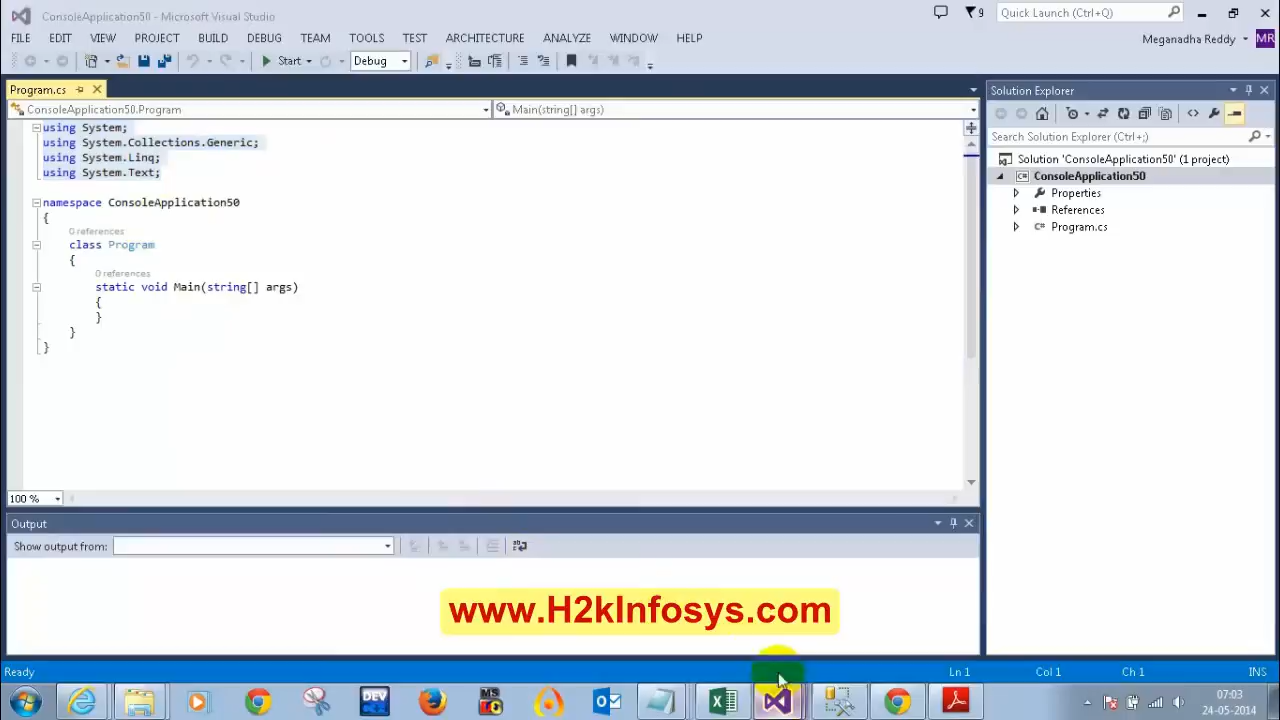 ConsoleApplication50 - Microsoft Visual Studio
9
Quick Launch (Ctrl+Q)
FILE EDIT VIEW PROJECT BUILD DEBUG TEAM TOOLS TEST ARCHITECTURE ANALYZE WINDOW HELP
Meganadha Reddy MR
Start Debug
Program.cs
ConsoleApplication50.Program
Main(string[] args)
using System;
using System.Collections.Generic;
using System.Linq;
using System.Text;
namespace ConsoleApplication50
{
0 references
class Program
{
0 references
static void Main(string[] args)
{
}
}
}
100 %
Output
Show output from:
Solution Explorer
Search Solution Explorer (Ctrl+;)
Solution 'ConsoleApplication50' (1 project)
ConsoleApplication50
Properties
References
Program.cs
www.H2kInfosys.com
Ready
Ln 1
Col 1
Ch 1
INS
DEV
MS
07:03
24-05-2014